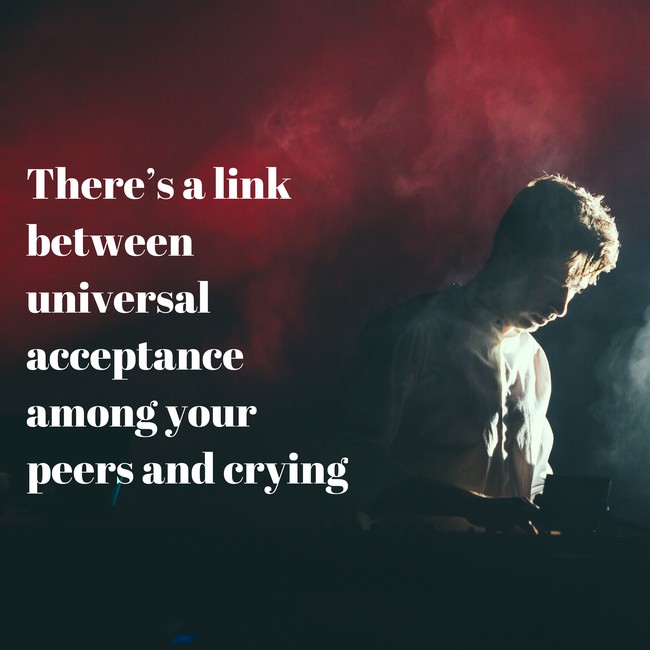 There’s a link
between
universal
acceptance
among your
peers and crying